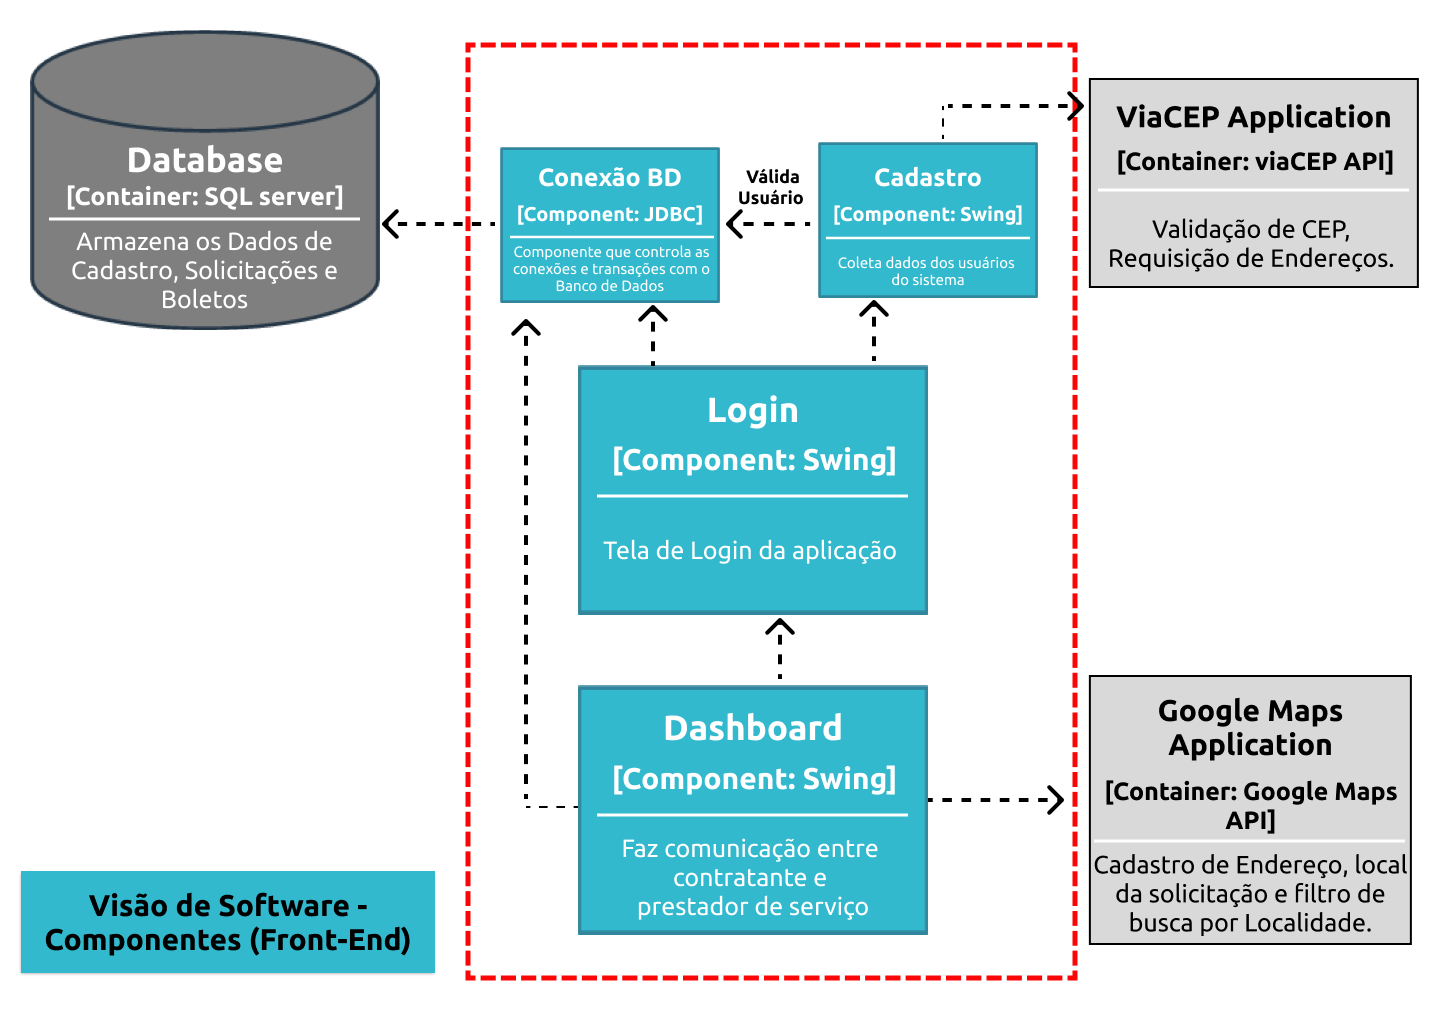 Database
[Container: SQL server]
Armazena os Dados de
Cadastro, Solicitações e
Boletos
Conexão BD
[Component: JDBC]
Componente que controla as
conexões e transações com o
Banco de Dados
Válida
Usuário
Cadastro
[Component: Swing]
Coleta dados dos usuários
do sistema
ViaCEP Application
[Container: viaCEP API]
Validação de CEP,
Requisição de Endereços.
Login
[Component: Swing]
Tela de Login da aplicação
Dashboard
[Component: Swing]
Faz comunicação entre
contratante e
prestador de serviço
Google Maps
Application
[Container: Google Maps
API]
Cadastro de Endereço, local
da solicitação e filtro de
busca por Localidade.
Visão de Software -
Componentes (Front-End)